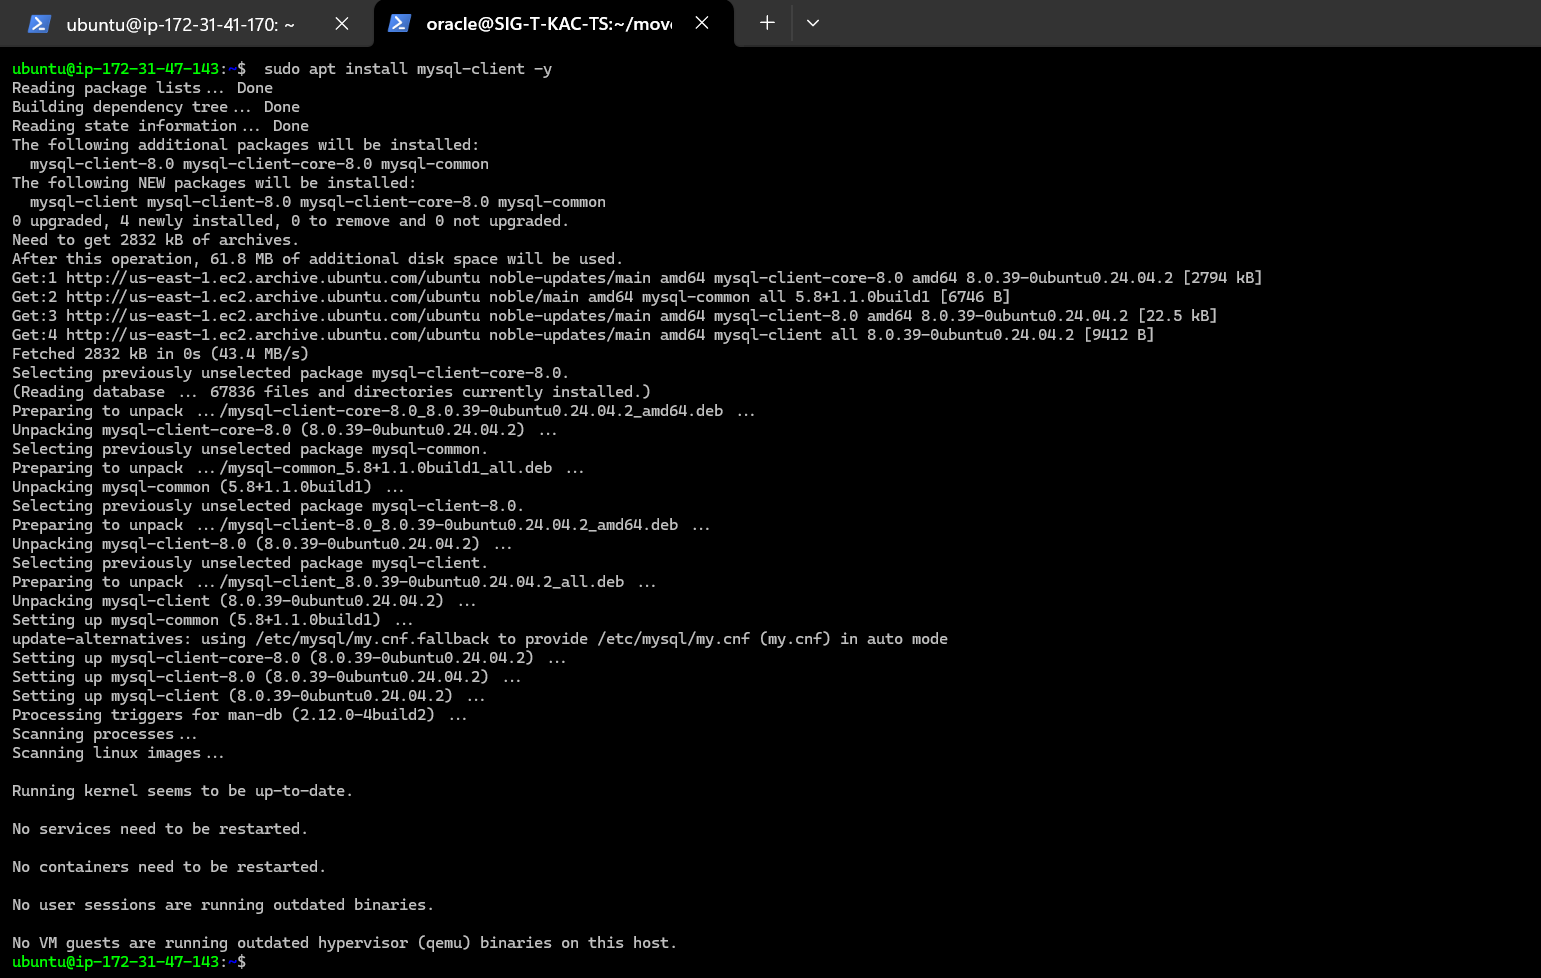 ubuntu@ip-172-31-41-170: ~
oracle@SIG-T-KAC-TS:~/mov
ubuntu@ip-172-31-47-143:~$  sudo apt install mysql-client -y
Reading package lists... Done
Building dependency tree... Done
Reading state information... Done
The following additional packages will be installed:
  mysql-client-8.0 mysql-client-core-8.0 mysql-common
The following NEW packages will be installed:
  mysql-client mysql-client-8.0 mysql-client-core-8.0 mysql-common
0 upgraded, 4 newly installed, 0 to remove and 0 not upgraded.
Need to get 2832 kB of archives.
After this operation, 61.8 MB of additional disk space will be used.
Get:1 http://us-east-1.ec2.archive.ubuntu.com/ubuntu noble-updates/main amd64 mysql-client-core-8.0 amd64 8.0.39-0ubuntu0.24.04.2 [2794 kB]
Get:2 http://us-east-1.ec2.archive.ubuntu.com/ubuntu noble/main amd64 mysql-common all 5.8+1.1.0build1 [6746 B]
Get:3 http://us-east-1.ec2.archive.ubuntu.com/ubuntu noble-updates/main amd64 mysql-client-8.0 amd64 8.0.39-0ubuntu0.24.04.2 [22.5 kB]
Get:4 http://us-east-1.ec2.archive.ubuntu.com/ubuntu noble-updates/main amd64 mysql-client all 8.0.39-0ubuntu0.24.04.2 [9412 B]
Fetched 2832 kB in 0s (43.4 MB/s)
Selecting previously unselected package mysql-client-core-8.0.
(Reading database ... 67836 files and directories currently installed.)
Preparing to unpack .../mysql-client-core-8.0_8.0.39-0ubuntu0.24.04.2_amd64.deb ...
Unpacking mysql-client-core-8.0 (8.0.39-0ubuntu0.24.04.2) ...
Selecting previously unselected package mysql-common.
Preparing to unpack .../mysql-common_5.8+1.1.0build1_all.deb ...
Unpacking mysql-common (5.8+1.1.0build1) ...
Selecting previously unselected package mysql-client-8.0.
Preparing to unpack .../mysql-client-8.0_8.0.39-0ubuntu0.24.04.2_amd64.deb ...
Unpacking mysql-client-8.0 (8.0.39-0ubuntu0.24.04.2) ...
Selecting previously unselected package mysql-client.
Preparing to unpack .../mysql-client_8.0.39-0ubuntu0.24.04.2_all.deb ...
Unpacking mysql-client (8.0.39-0ubuntu0.24.04.2) ...
Setting up mysql-common (5.8+1.1.0build1) ...
update-alternatives: using /etc/mysql/my.cnf.fallback to provide /etc/mysql/my.cnf (my.cnf) in auto mode
Setting up mysql-client-core-8.0 (8.0.39-0ubuntu0.24.04.2) ...
Setting up mysql-client-8.0 (8.0.39-0ubuntu0.24.04.2) ...
Setting up mysql-client (8.0.39-0ubuntu0.24.04.2) ...
Processing triggers for man-db (2.12.0-4build2) ...
Scanning processes...
Scanning linux images...
Running kernel seems to be up-to-date.
No services need to be restarted.
No containers need to be restarted.
No user sessions are running outdated binaries.
No VM guests are running outdated hypervisor (qemu) binaries on this host.
ubuntu@ip-172-31-47-143:~$